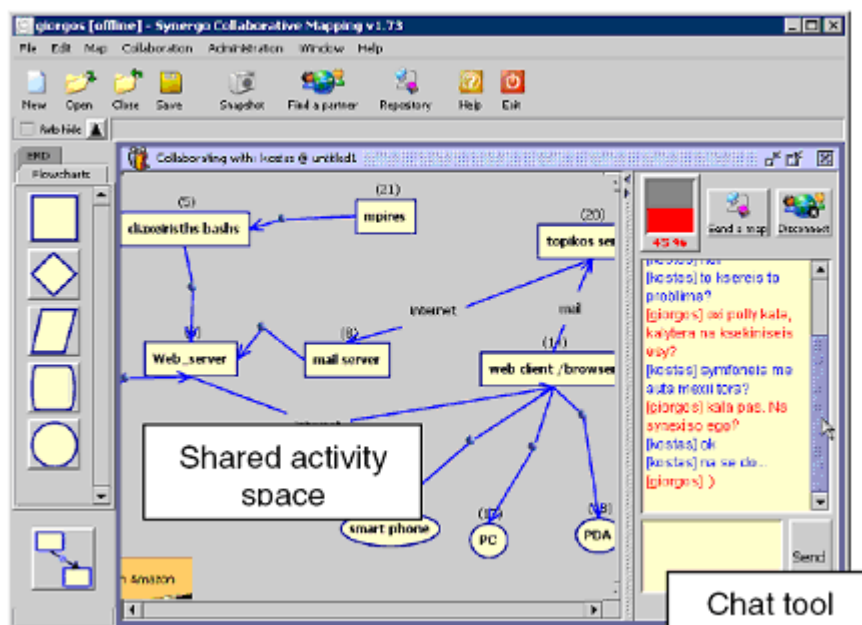 giorgos [offline] - Synergo Collaborative Mapping v1.73
File Edit Map Collaboration Administration Window Help
New Open Close Save Snapshot Find a partner Repository Help Exit
Auto hide
ERD
Flowcharts
Collaborating with: kostas @ untitled1
(5)
diaxeirisths bashs
(21)
mpires
(20)
topikos ser
internet
mail
Web_server
(8)
mail server
web client /browser
Shared activity
space
smart phone
PC
PDA
n Amazon
45%
Send a map
Disconnect
[kostas]
[kostas] to ksereis to
problima?
[giorgos] oxi polly kala,
kalytera na ksekiniseis
esy?
[kostas] symfoneis me
auta mexri tora?
[giorgos] kala pas. Na
synexiso ego?
[kostas] ok
[kostas] na se do...
[giorgos] )
Send
Chat tool